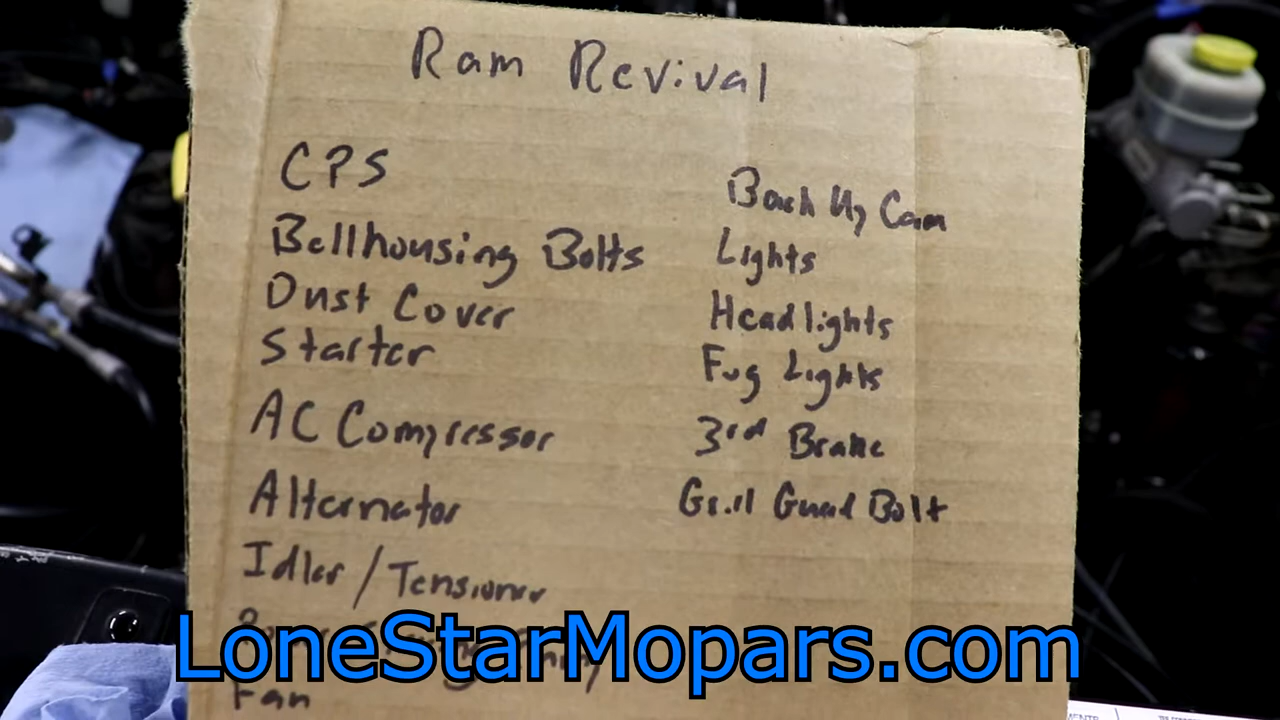 Ram Revival
CPS
Bellhousing Bolts
Dust Cover
Starter
AC Compressor
Alternator
Idler / Tensioner
Fan
Back Up Cam
Lights
Headlights
Fog Lights
3rd Brake
Grill Guard Bolt
LoneStarMopars.com